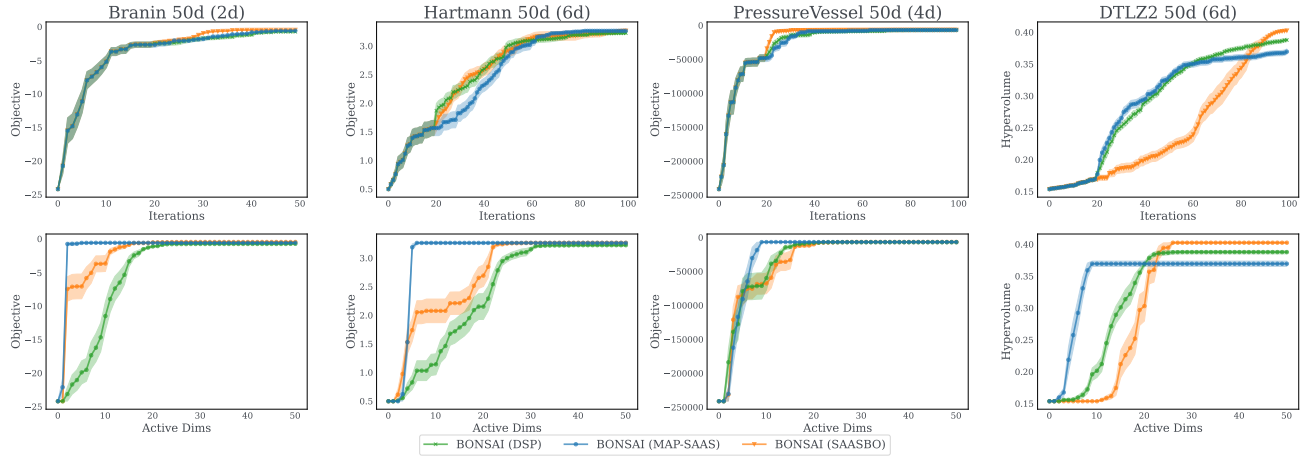 Branin 50d (2d)
Hartmann 50d (6d)
PressureVessel 50d (4d)
DTLZ2 50d (6d)
Objective
0
−5
−10
−15
−20
−25
0 10 20 30 40 50
Iterations
Objective
3.0
2.5
2.0
1.5
1.0
0.5
0 20 40 60 80 100
Iterations
Objective
0
−50000
−100000
−150000
−200000
−250000
0 20 40 60 80 100
Iterations
Hypervolume
0.40
0.35
0.30
0.25
0.20
0.15
0 20 40 60 80 100
Iterations
Objective
0
−5
−10
−15
−20
−25
0 10 20 30 40 50
Active Dims
Objective
3.0
2.5
2.0
1.5
1.0
0.5
0 10 20 30 40 50
Active Dims
Objective
0
−50000
−100000
−150000
−200000
−250000
0 10 20 30 40 50
Active Dims
Hypervolume
0.40
0.35
0.30
0.25
0.20
0.15
0 10 20 30 40 50
Active Dims
BONSAI (DSP) BONSAI (MAP-SAAS) BONSAI (SAASBO)